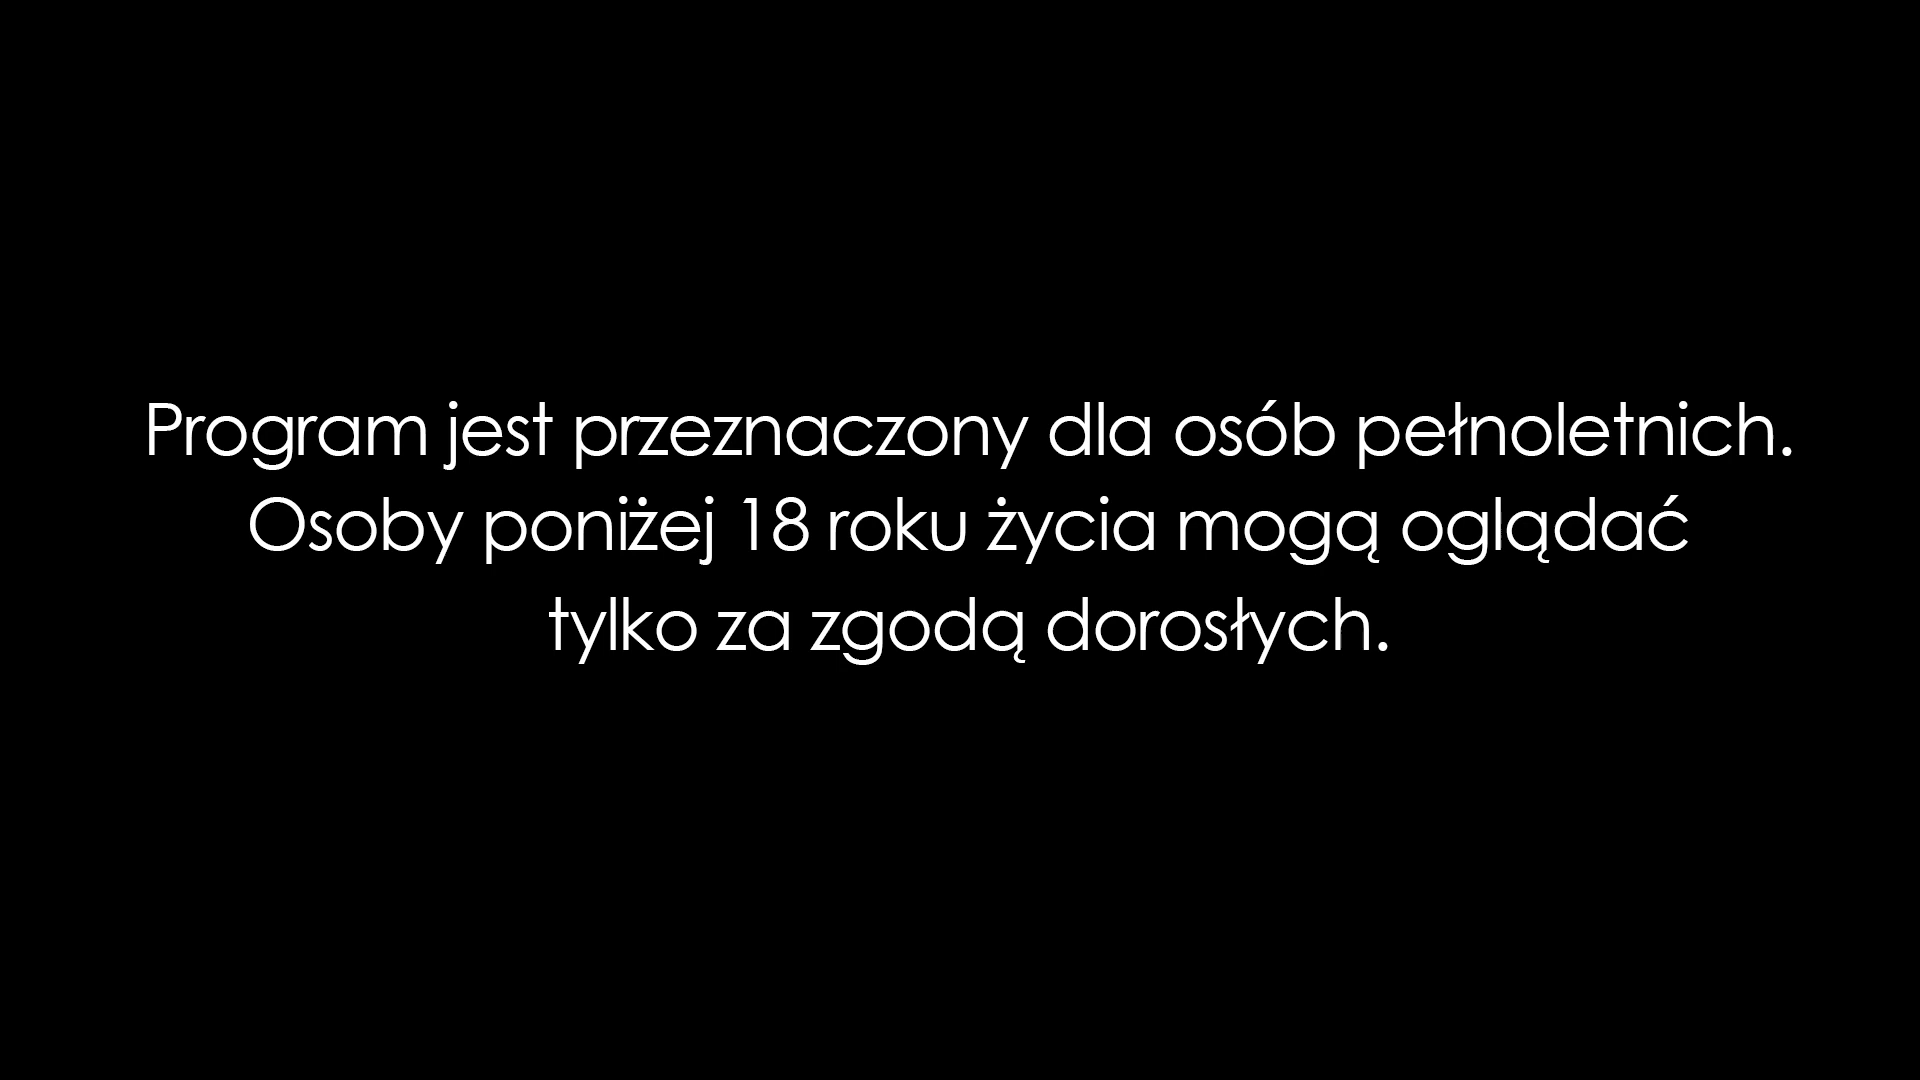 Program jest przeznaczony dla osób pełnoletnich.
Osoby poniżej 18 roku życia mogą oglądać
tylko za zgodą dorosłych.